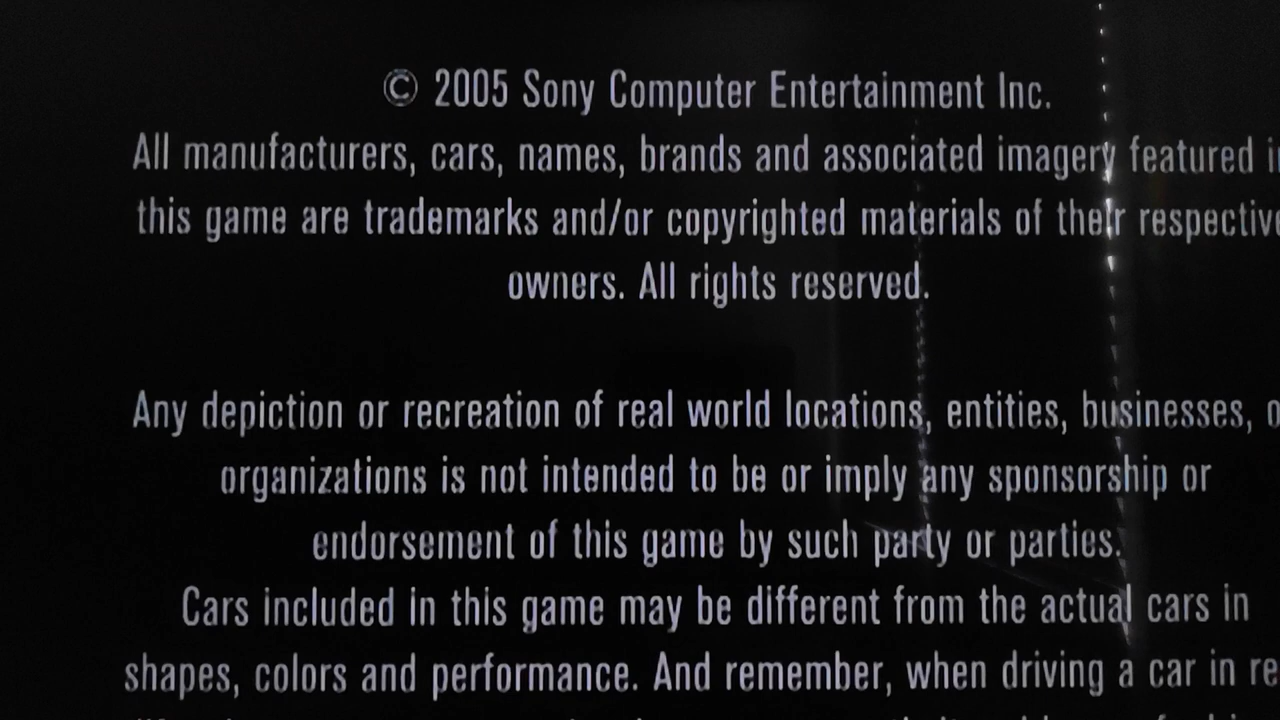 © 2005 Sony Computer Entertainment Inc.
All manufacturers, cars, names, brands and associated imagery featured
this game are trademarks and/or copyrighted materials of their respective
owners. All rights reserved.
Any depiction or recreation of real world locations, entities, businesses,
organizations is not intended to be or imply any sponsorship or
endorsement of this game by such party or parties.
Cars included in this game may be different from the actual cars in
shapes, colors and performance. And remember, when driving a car in